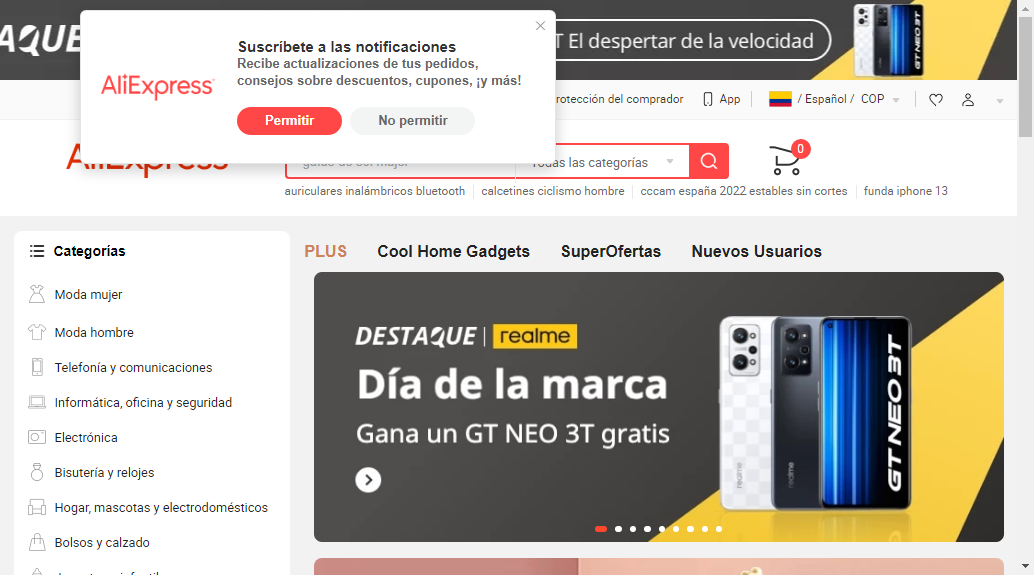 DESTAQUE
El despertar de la velocidad
GT NEO 3T
Suscríbete a las notificaciones
Recibe actualizaciones de tus pedidos,
consejos sobre descuentos, cupones, ¡y más!
AliExpress
Permitir
No permitir
rotección del comprador
App
/ Español / COP
AliExpress
Todas las categorías
0
auriculares inalámbricos bluetooth
calcetines ciclismo hombre
cccam españa 2022 estables sin cortes
funda iphone 13
Categorías
PLUS
Cool Home Gadgets
SuperOfertas
Nuevos Usuarios
Moda mujer
Moda hombre
Telefonía y comunicaciones
Informática, oficina y seguridad
Electrónica
Bisutería y relojes
Hogar, mascotas y electrodomésticos
Bolsos y calzado
DESTAQUE | realme
Día de la marca
Gana un GT NEO 3T gratis
realme
realme
GT NEO 3T